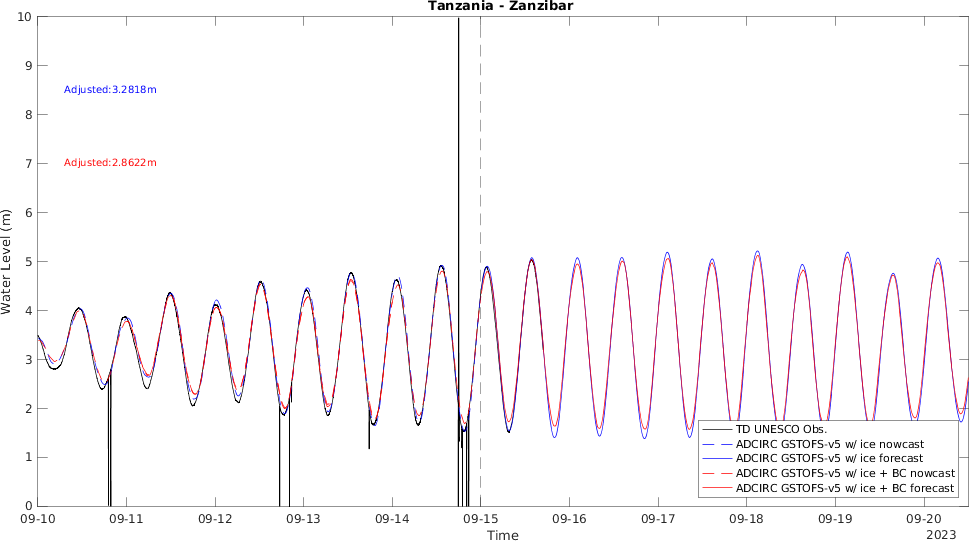 Tanzania - Zanzibar
10
9
8
7
6
5
4
3
2
1
0
Water Level (m)
Adjusted:3.2818m
Adjusted:2.8622m
TD UNESCO Obs.
ADCIRC GSTOFS-v5 w/ ice nowcast
ADCIRC GSTOFS-v5 w/ ice forecast
ADCIRC GSTOFS-v5 w/ ice + BC nowcast
ADCIRC GSTOFS-v5 w/ ice + BC forecast
09-10 09-11 09-12 09-13 09-14 09-15 09-16 09-17 09-18 09-19 09-20
Time
2023